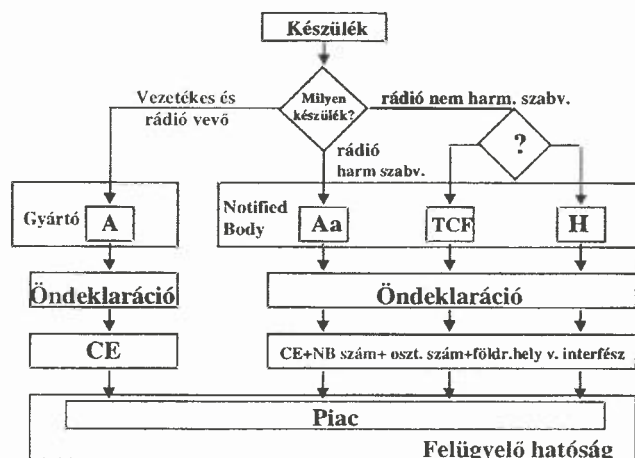 Készülék
Vezetékes és
rádió vevő
Milyen
készülék?
rádió nem harm. szabv.
?
rádió
harm szabv.
Gyártó
A
Notified
Body
Aa
TCF
H
Öndeklaráció
Öndeklaráció
CE
CE+NB szám+ oszt. szám+földr.hely v. interfész
Piac
Felügyelő hatóság